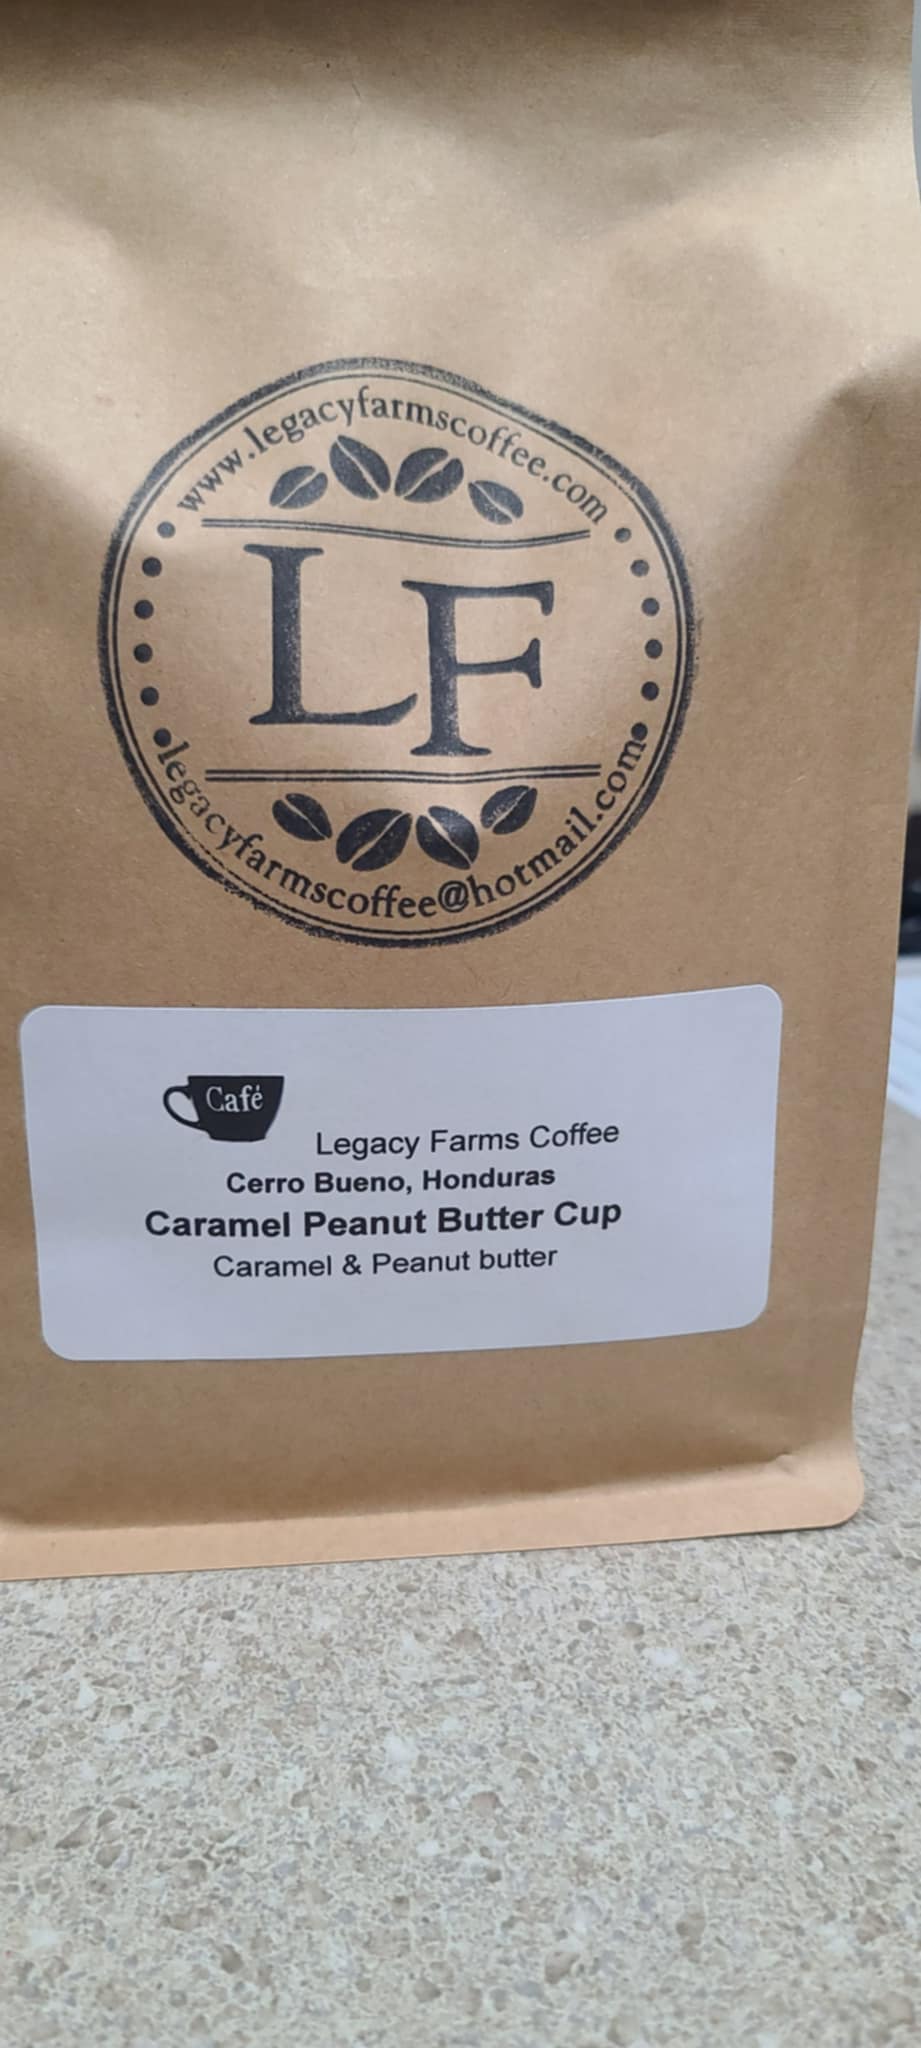 www.legacyfarmscoffee.com
LF
legacyfarmscoffee@hotmail.com
Café
Legacy Farms Coffee
Cerro Bueno, Honduras
Caramel Peanut Butter Cup
Caramel & Peanut butter